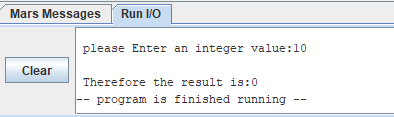 Mars Messages Run I/O
please Enter an integer value:10
Clear
Therefore the result is:0
-- program is finished running --